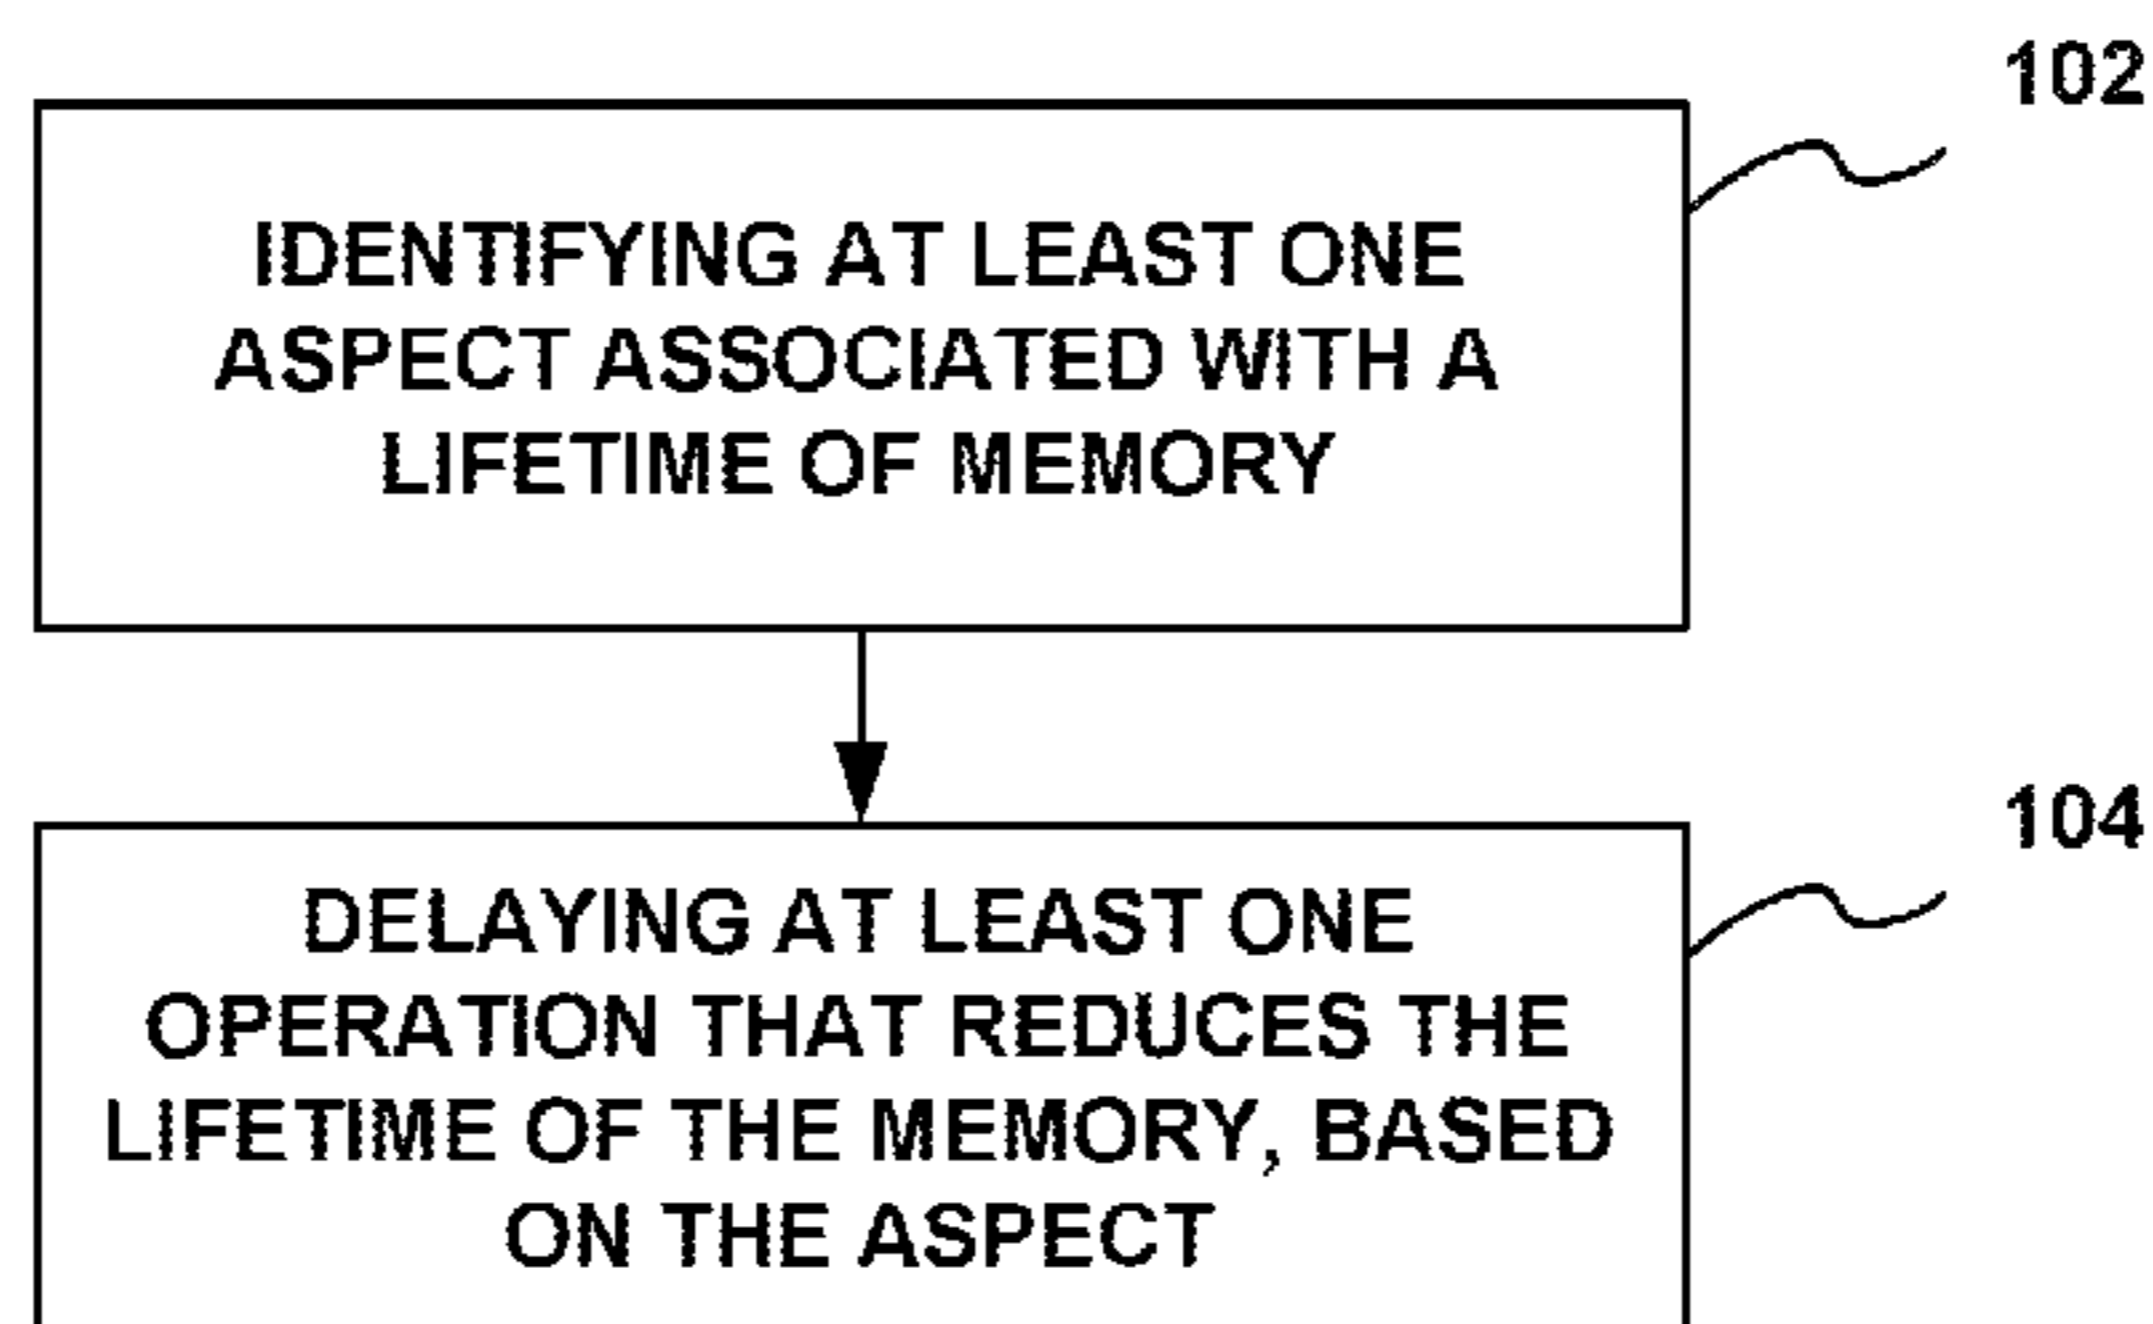 102
IDENTIFYING AT LEAST ONE
ASPECT ASSOCIATED WITH A
LIFETIME OF MEMORY
104
DELAYING AT LEAST ONE
OPERATION THAT REDUCES THE
LIFETIME OF THE MEMORY, BASED
ON THE ASPECT